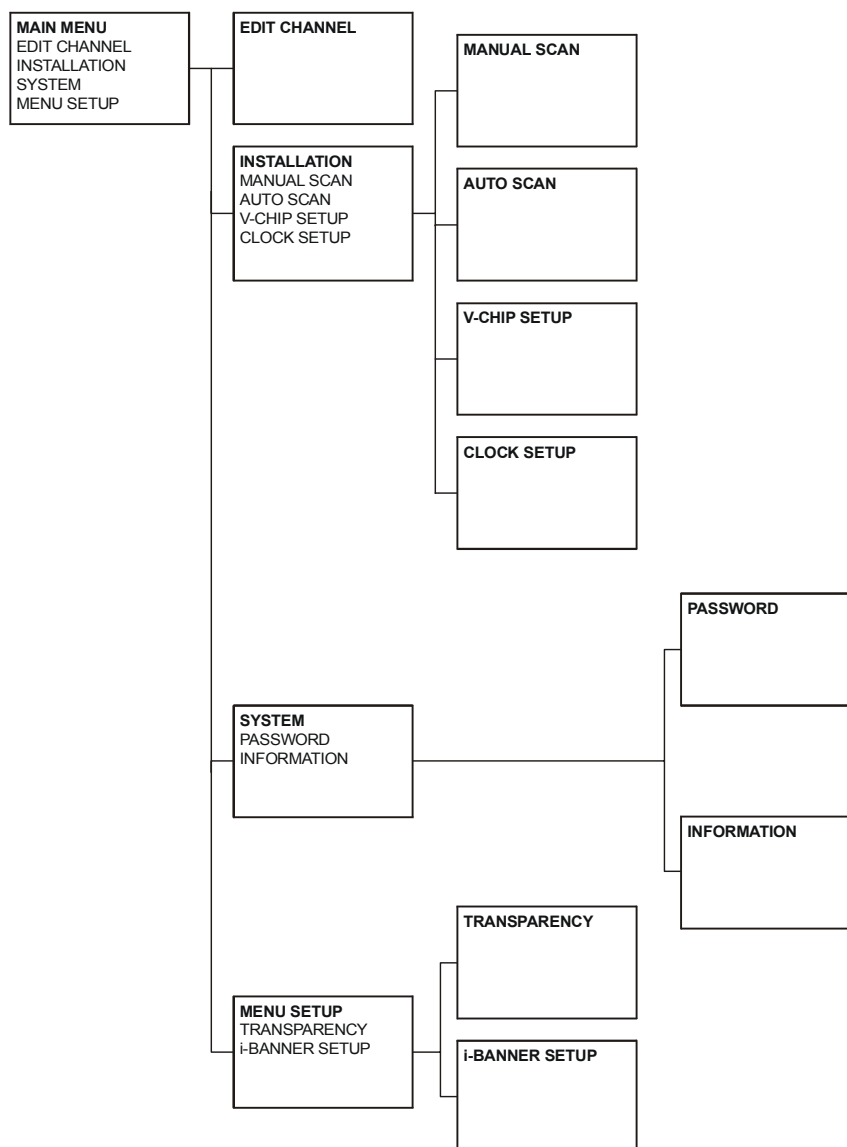 MAIN MENU
EDIT CHANNEL
INSTALLATION
SYSTEM
MENU SETUP
EDIT CHANNEL
INSTALLATION
MANUAL SCAN
AUTO SCAN
V-CHIP SETUP
CLOCK SETUP
MANUAL SCAN
AUTO SCAN
V-CHIP SETUP
CLOCK SETUP
SYSTEM
PASSWORD
INFORMATION
PASSWORD
INFORMATION
MENU SETUP
TRANSPARENCY
i-BANNER SETUP
TRANSPARENCY
i-BANNER SETUP